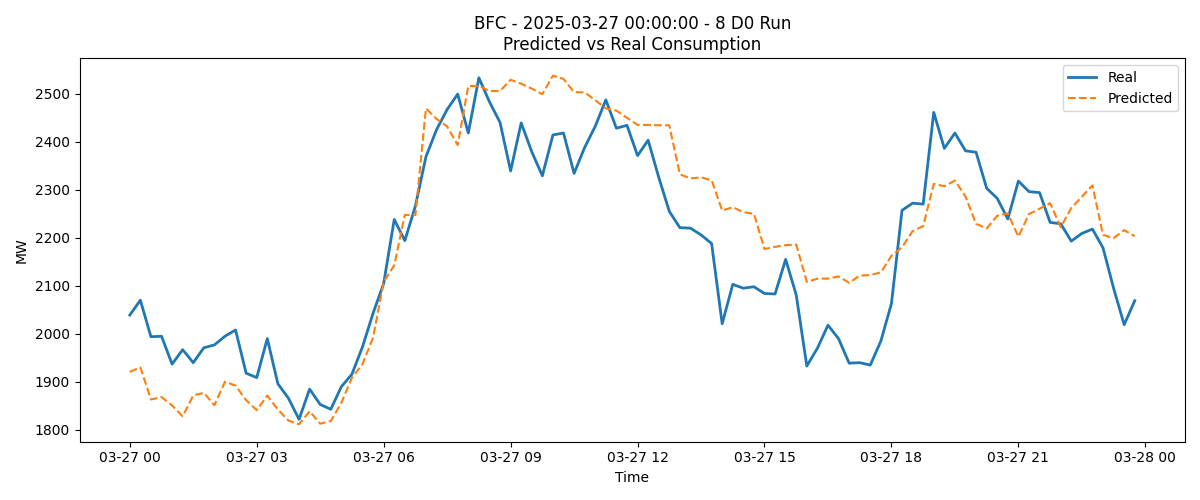 BFC - 2025-03-27 00:00:00 - 8 D0 Run
Predicted vs Real Consumption
Real
Predicted
MW
2500
2400
2300
2200
2100
2000
1900
1800
03-27 00
03-27 03
03-27 06
03-27 09
03-27 12
03-27 15
03-27 18
03-27 21
03-28 00
Time